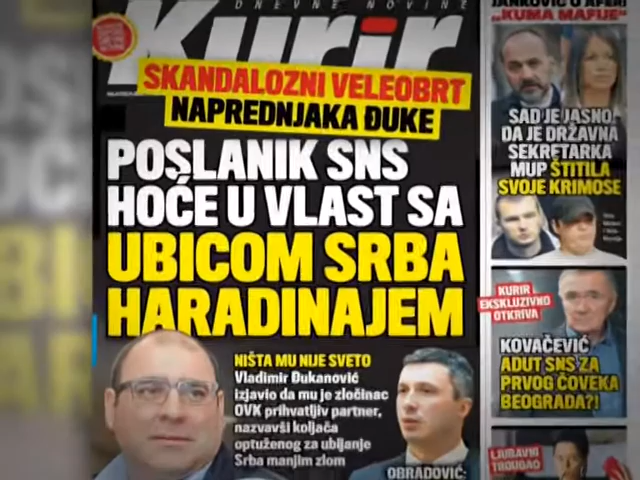 DNEVNE NOVINE
Kurir
SKANDALOZNI VELEOBRT
NAPREDNJAKA ĐUKE
POSLANIK SNS
HOĆE U VLAST SA
UBICOM SRBA
HARADINAJEM
NIŠTA MU NIJE SVETO
Vladimir Đukanović
izjavio da mu je zločinac
OVK prihvatljiv partner,
nazvavši koljača
optuženog za ubijanje
Srba manjim zlom
OBRADOVIĆ:
JANKOVIĆ U AFERI
„KUMA MAFIJE"
SAD JE JASNO
DA JE DRŽAVNA
SEKRETARKA
MUP ŠTITILA
SVOJE KRIMOSE
KURIR
EKSKLUZIVNO
OTKRIVA
KOVAČEVIĆ
ADUT SNS ZA
PRVOG ČOVEKA
BEOGRADA?!
LJUBAVNI
TROUGAO